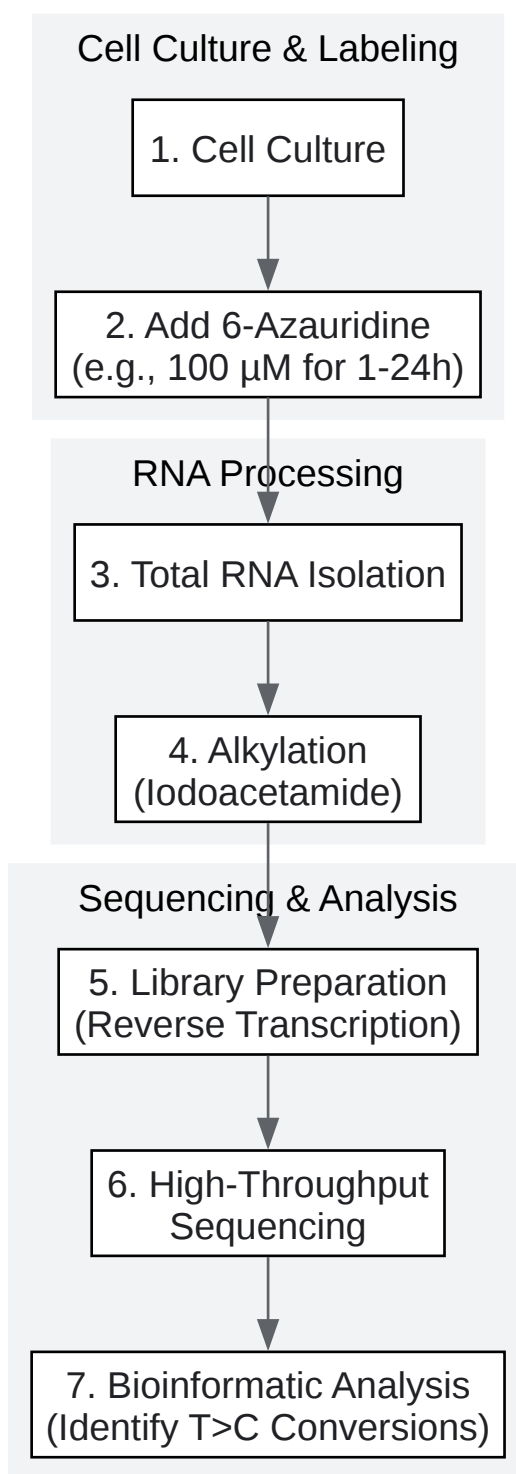 Cell Culture & Labeling
1. Cell Culture
2. Add 6-Azauridine
(e.g., 100 µM for 1-24h)
RNA Processing
3. Total RNA Isolation
4. Alkylation
(Iodoacetamide)
Sequencing & Analysis
5. Library Preparation
(Reverse Transcription)
6. High-Throughput
Sequencing
7. Bioinformatic Analysis
(Identify T>C Conversions)